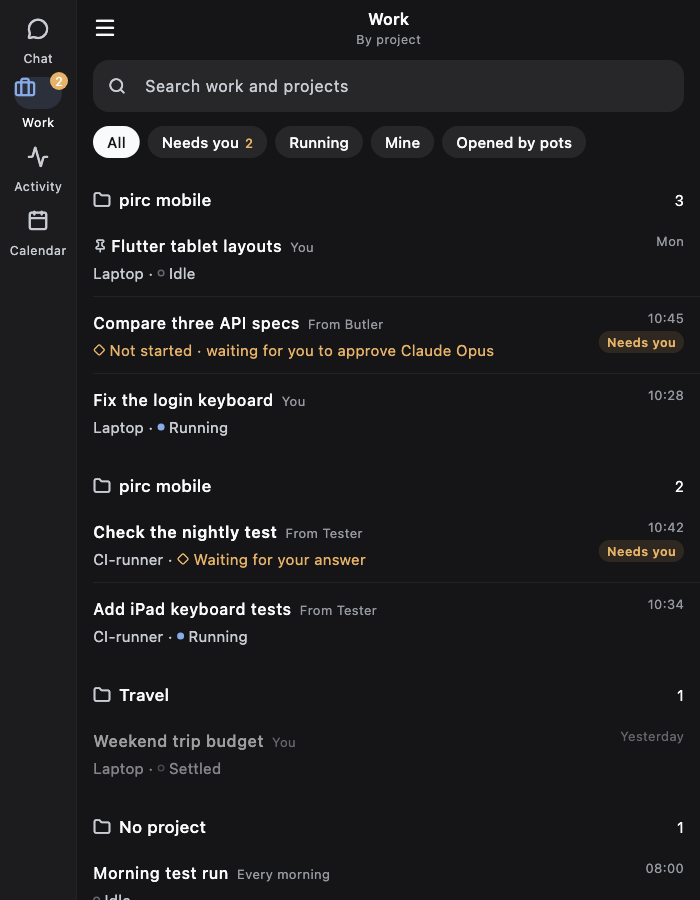 Chat
2
Work
Activity
Calendar
Work
By project
Search work and projects
All Needs you 2 Running Mine Opened by pots
pirc mobile 3
Flutter tablet layouts You Mon
Laptop · Idle
Compare three API specs From Butler 10:45
Not started · waiting for you to approve Claude Opus Needs you
Fix the login keyboard You 10:28
Laptop · Running
pirc mobile 2
Check the nightly test From Tester 10:42
CI-runner · Waiting for your answer Needs you
Add iPad keyboard tests From Tester 10:34
CI-runner · Running
Travel 1
Weekend trip budget You Yesterday
Laptop · Settled
No project 1
Morning test run Every morning 08:00
Idle